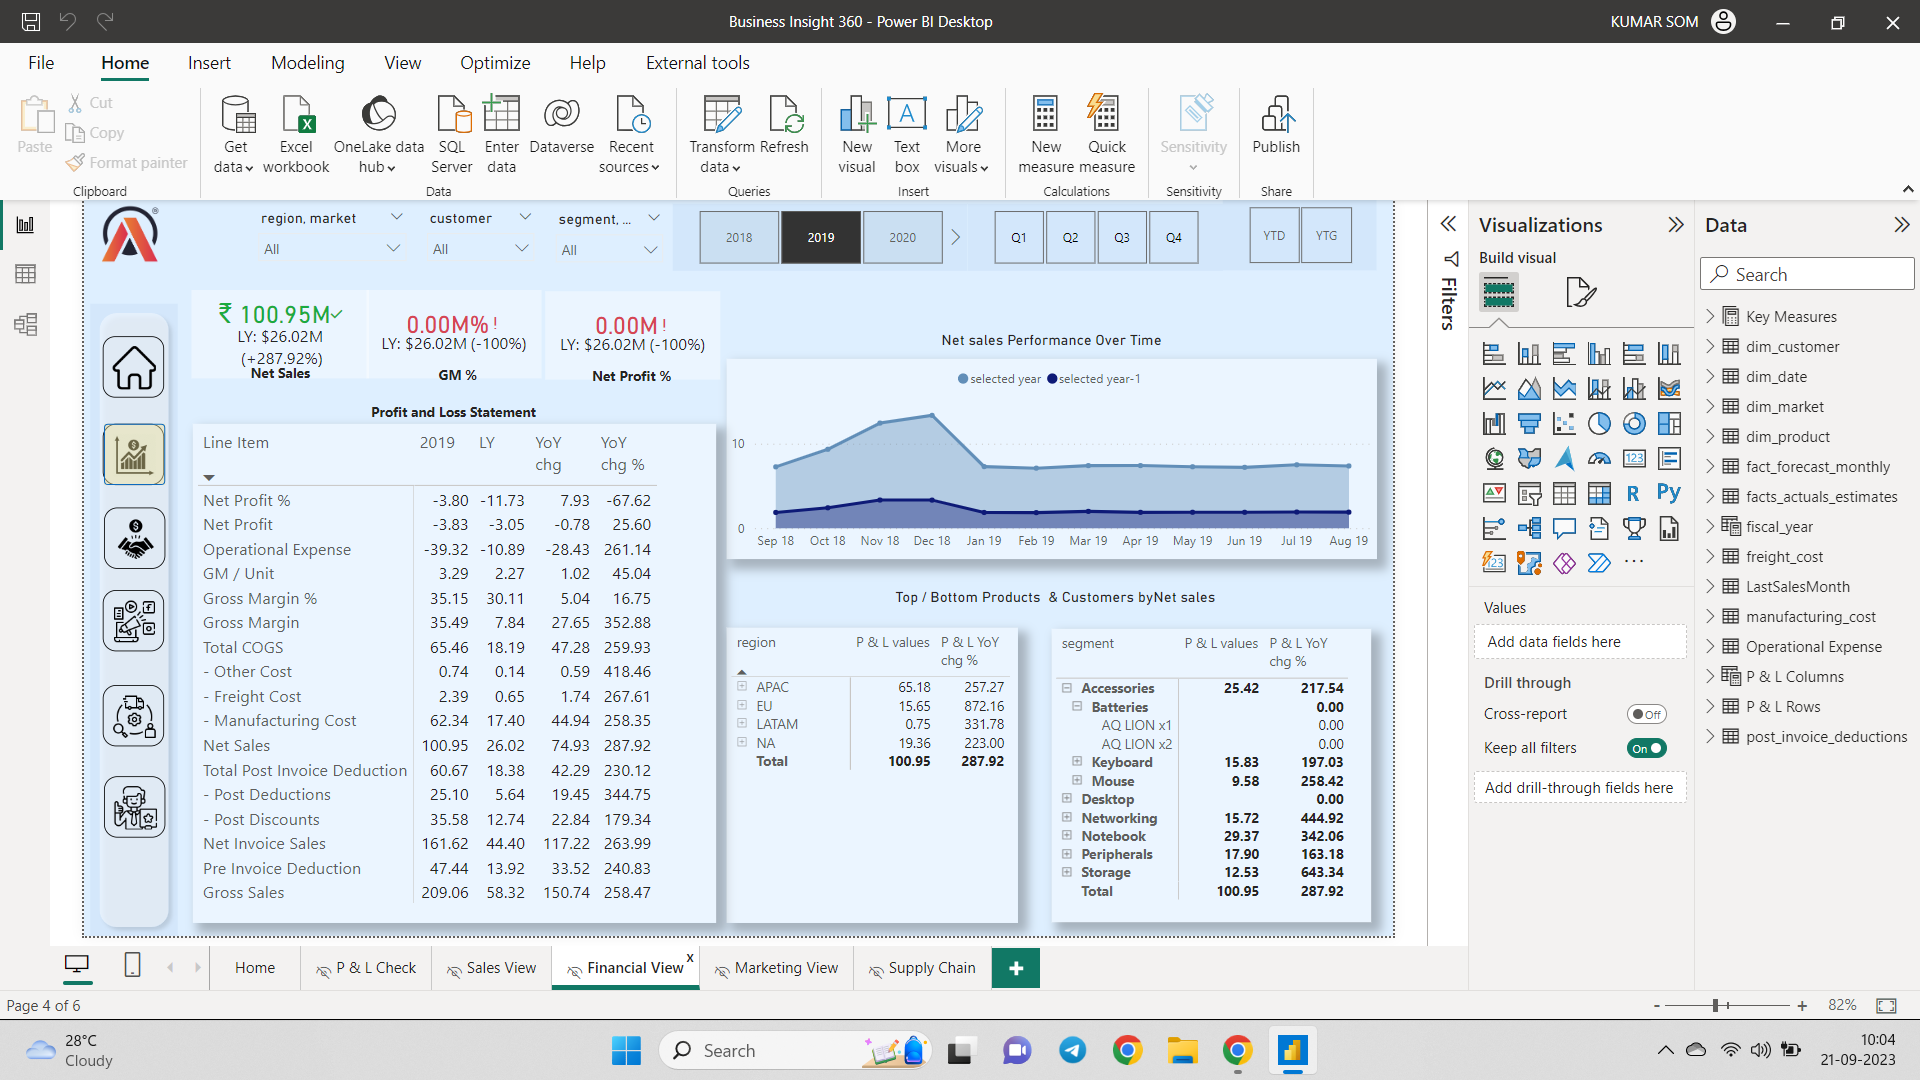 Business Insight 360 - Power BI Desktop
KUMAR SOM
File Home Insert Modeling View Optimize Help External tools
Paste
Cut
Copy
Format painter
Clipboard
Get data
Excel workbook
OneLake data hub
SQL Server
Enter data
Dataverse
Recent sources
Data
Transform data
Refresh
Queries
New visual
Text box
More visuals
Insert
New measure
Quick measure
Calculations
Sensitivity
Sensitivity
Publish
Share
region, market
All
customer
All
segment, ...
All
2018 2019 2020
Q1 Q2 Q3 Q4
YTD YTG
₹ 100.95M
LY: $26.02M
(+287.92%)
Net Sales
0.00M% !
LY: $26.02M (-100%)
GM %
0.00M !
LY: $26.02M (-100%)
Net Profit %
Profit and Loss Statement
Line Item 2019 LY YoY chg YoY chg %
Net Profit % -3.80 -11.73 7.93 -67.62
Net Profit -3.83 -3.05 -0.78 25.60
Operational Expense -39.32 -10.89 -28.43 261.14
GM / Unit 3.29 2.27 1.02 45.04
Gross Margin % 35.15 30.11 5.04 16.75
Gross Margin 35.49 7.84 27.65 352.88
Total COGS 65.46 18.19 47.28 259.93
- Other Cost 0.74 0.14 0.59 418.46
- Freight Cost 2.39 0.65 1.74 267.61
- Manufacturing Cost 62.34 17.40 44.94 258.35
Net Sales 100.95 26.02 74.93 287.92
Total Post Invoice Deduction 60.67 18.38 42.29 230.12
- Post Deductions 25.10 5.64 19.45 344.75
- Post Discounts 35.58 12.74 22.84 179.34
Net Invoice Sales 161.62 44.40 117.22 263.99
Pre Invoice Deduction 47.44 13.92 33.52 240.83
Gross Sales 209.06 58.32 150.74 258.47
Net sales Performance Over Time
selected year selected year-1
10
0
Sep 18 Oct 18 Nov 18 Dec 18 Jan 19 Feb 19 Mar 19 Apr 19 May 19 Jun 19 Jul 19 Aug 19
Top / Bottom Products & Customers byNet sales
region P & L values P & L YoY chg %
APAC 65.18 257.27
EU 15.65 872.16
LATAM 0.75 331.78
NA 19.36 223.00
Total 100.95 287.92
segment P & L values P & L YoY chg %
Accessories 25.42 217.54
Batteries 0.00
AQ LION x1 0.00
AQ LION x2 0.00
Keyboard 15.83 197.03
Mouse 9.58 258.42
Desktop 0.00
Networking 15.72 444.92
Notebook 29.37 342.06
Peripherals 17.90 163.18
Storage 12.53 643.34
Total 100.95 287.92
Filters
Visualizations
Build visual
123
R
Py
123
...
Values
Add data fields here
Drill through
Cross-report Off
Keep all filters On
Add drill-through fields here
Data
Search
Key Measures
dim_customer
dim_date
dim_market
dim_product
fact_forecast_monthly
facts_actuals_estimates
fiscal_year
freight_cost
LastSalesMonth
manufacturing_cost
Operational Expense
P & L Columns
P & L Rows
post_invoice_deductions
Home
P & L Check
Sales View
Financial View x
Marketing View
Supply Chain
+
Page 4 of 6
- + 82%
28°C
Cloudy
Search
10:04
21-09-2023